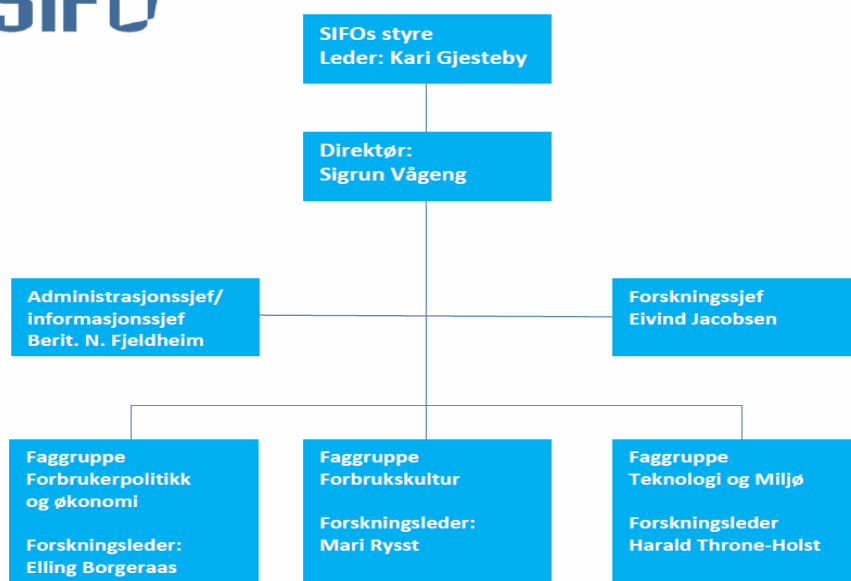 SIFO
SIFOs styre
Leder: Kari Gjesteby
Direktør:
Sigrun Vågeng
Administrasjonssjef/
informasjonssjef
Berit. N. Fjeldheim
Forskningssjef
Eivind Jacobsen
Faggruppe
Forbrukerpolitikk
og økonomi
Forskningsleder:
Elling Borgeraas
Faggruppe
Forbrukskultur
Forskningsleder:
Mari Rysst
Faggruppe
Teknologi og Miljø
Forskningsleder
Harald Throne-Holst